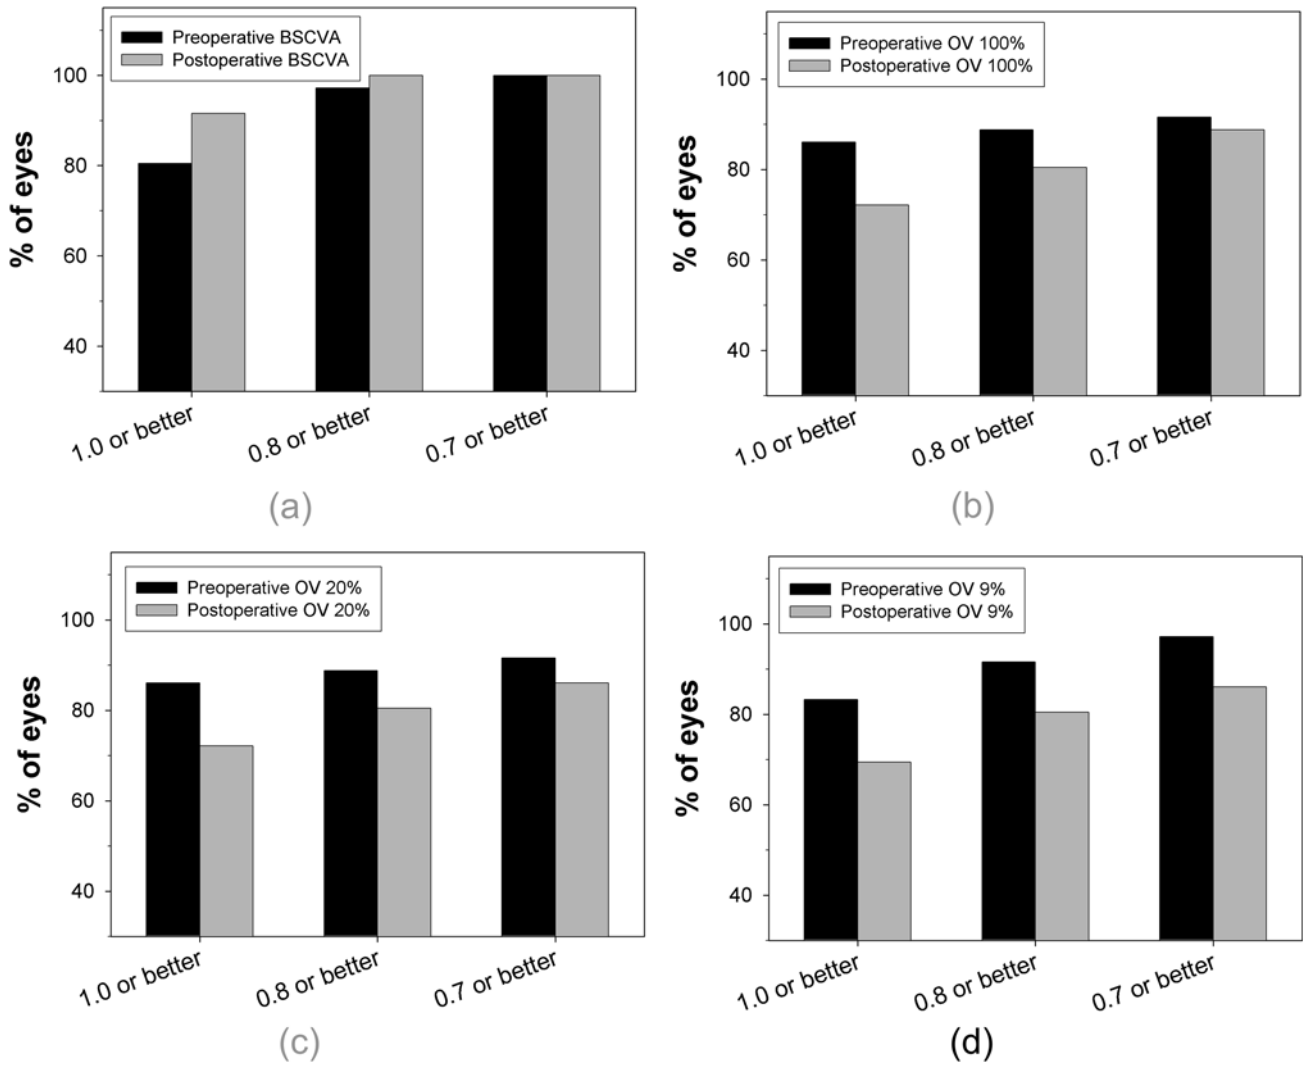 Preoperative BSCVA
Postoperative BSCVA
100
80
60
40
% of eyes
1.0 or better
0.8 or better
0.7 or better
(a)
Preoperative OV 100%
Postoperative OV 100%
100
80
60
40
% of eyes
1.0 or better
0.8 or better
0.7 or better
(b)
Preoperative OV 20%
Postoperative OV 20%
100
80
60
40
% of eyes
1.0 or better
0.8 or better
0.7 or better
(c)
Preoperative OV 9%
Postoperative OV 9%
100
80
60
40
% of eyes
1.0 or better
0.8 or better
0.7 or better
(d)